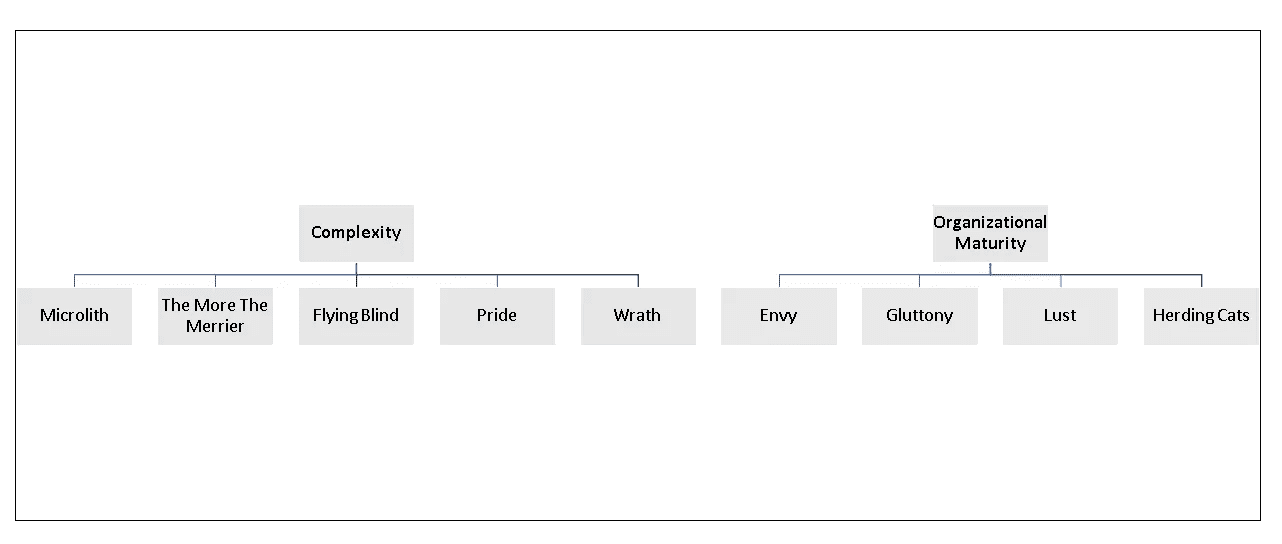 Complexity
Organizational
Maturity
Microlith
The More The
Merrier
Flying Blind
Pride
Wrath
Envy
Gluttony
Lust
Herding Cats